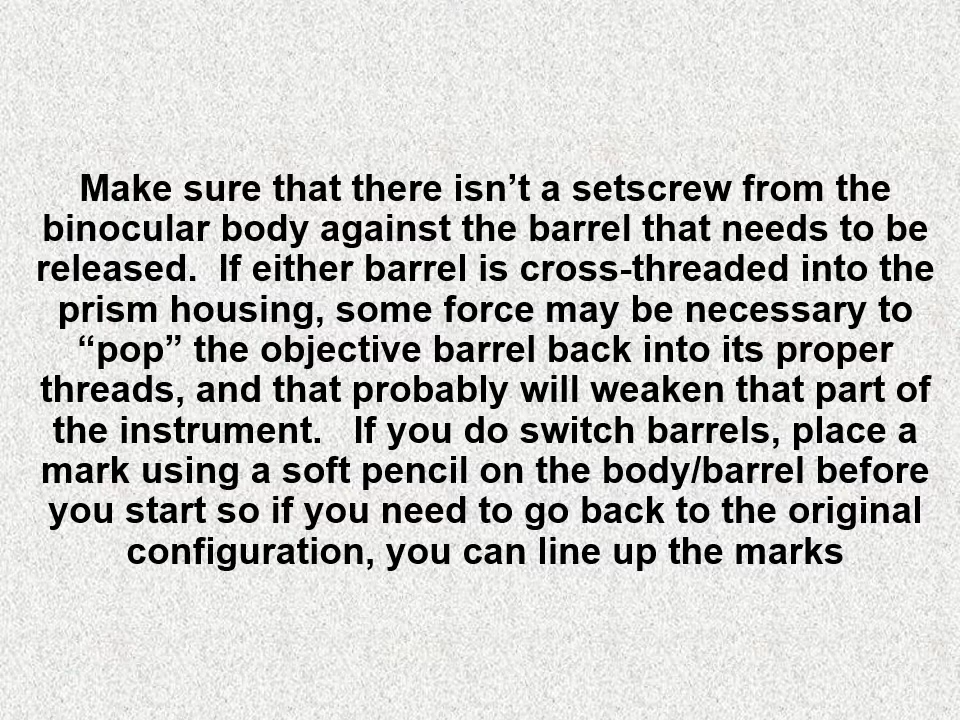 Make sure that there isn’t a setscrew from the
binocular body against the barrel that needs to be
released.  If either barrel is cross-threaded into the
prism housing, some force may be necessary to
“pop” the objective barrel back into its proper
threads, and that probably will weaken that part of
the instrument.   If you do switch barrels, place a
mark using a soft pencil on the body/barrel before
you start so if you need to go back to the original
configuration, you can line up the marks